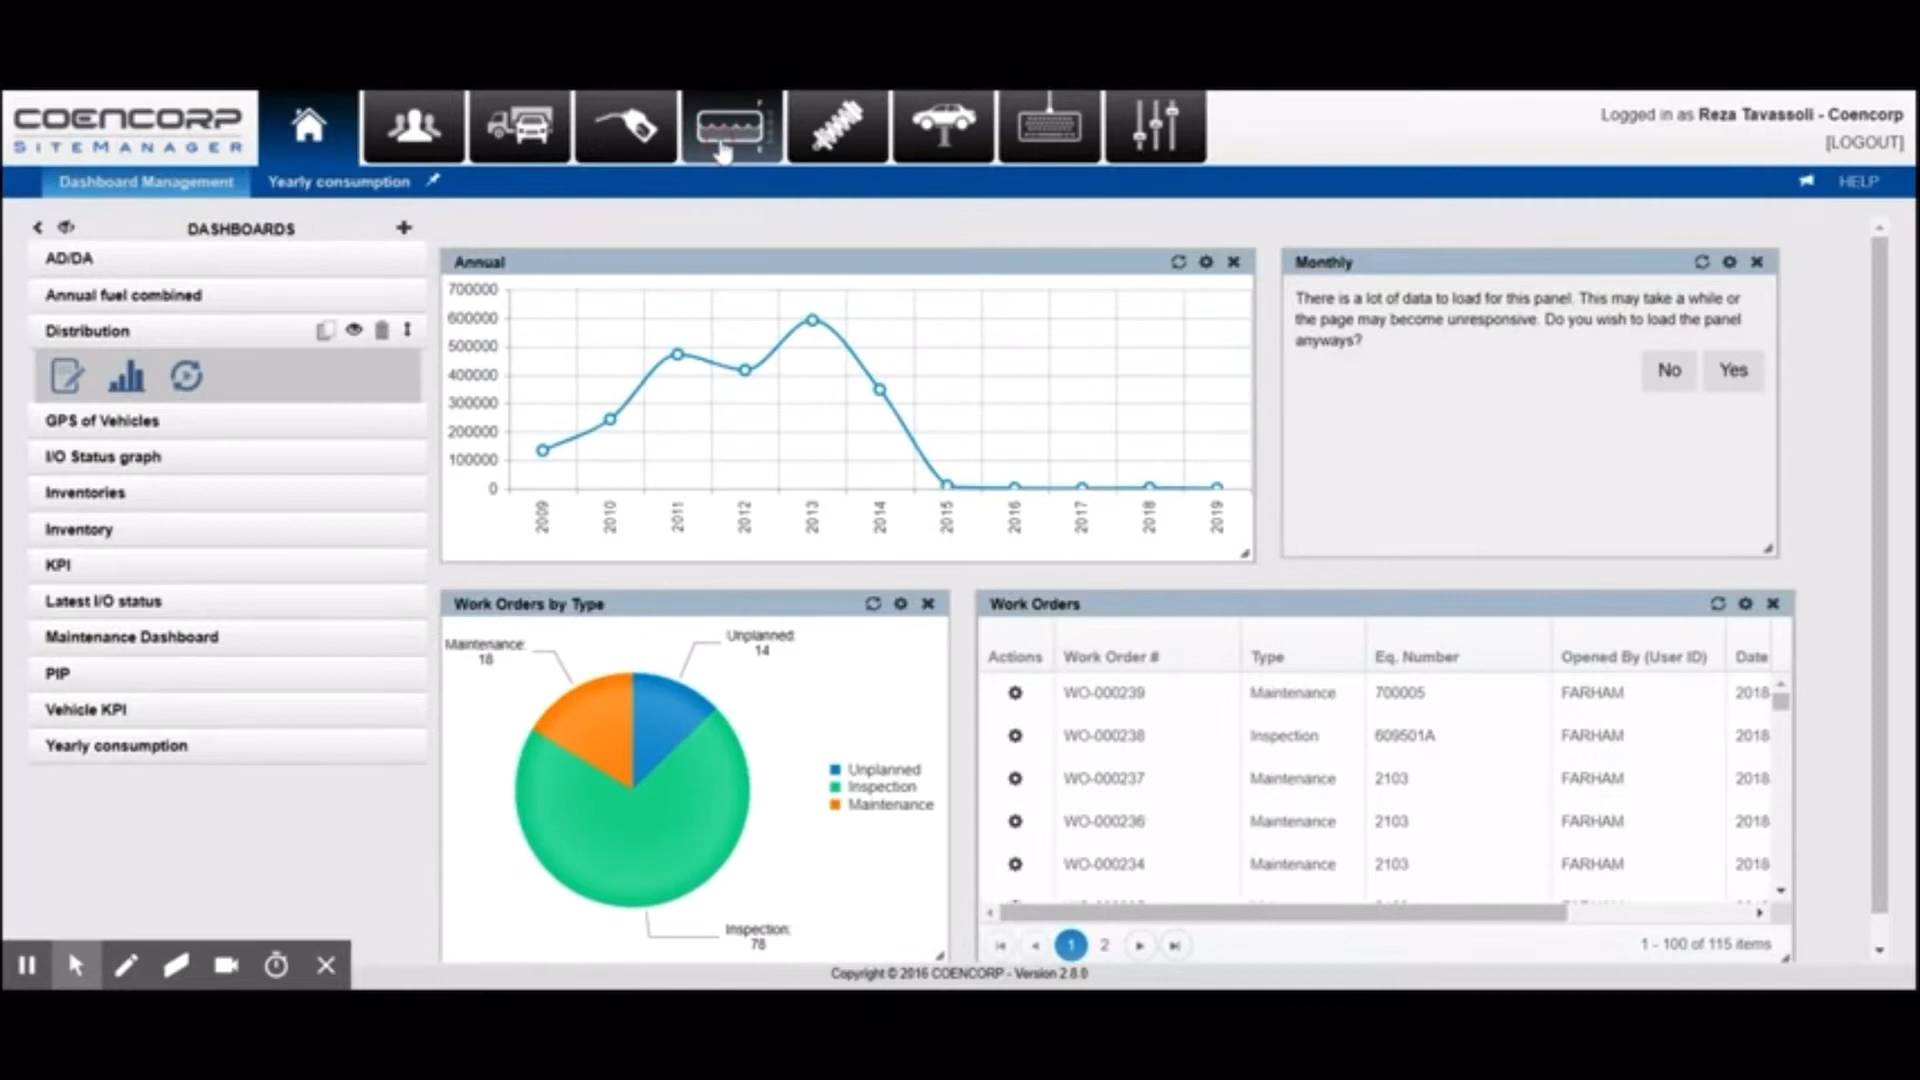 COENCORP
SITEMANAGER
Logged in as Reza Tavassoli - Coencorp
[LOGOUT]
Dashboard Management
Yearly consumption
HELP
DASHBOARDS
AD/DA
Annual fuel combined
Distribution
GPS of Vehicles
I/O Status graph
Inventories
Inventory
KPI
Latest I/O status
Maintenance Dashboard
PIP
Vehicle KPI
Yearly consumption
Annual
700000
600000
500000
400000
300000
200000
100000
0
2009 2010 2011 2012 2013 2014 2015 2016 2017 2018 2019
Monthly
There is a lot of data to load for this panel. This may take a while or
the page may become unresponsive. Do you wish to load the panel
anyways?
No Yes
Work Orders by Type
Maintenance:
18
Unplanned:
14
Unplanned
Inspection
Maintenance
Inspection:
78
Work Orders
Actions Work Order # Type Eq. Number Opened By (User ID) Date
WO-000239 Maintenance 700005 FARHAM 2018
WO-000238 Inspection 609501A FARHAM 2018
WO-000237 Maintenance 2103 FARHAM 2018
WO-000236 Maintenance 2103 FARHAM 2018
WO-000234 Maintenance 2103 FARHAM 2018
1 2
1 - 100 of 115 items
Copyright © 2016 COENCORP - Version 2.8.0